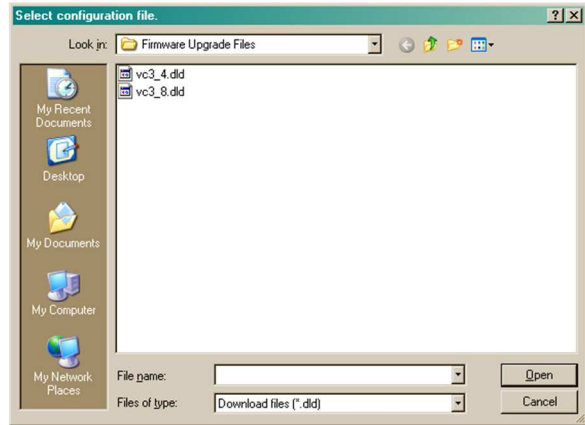 Select configuration file.
Look in:
Firmware Upgrade Files
vc3_4.dld
vc3_8.dld
My Recent
Documents
Desktop
My Documents
My Computer
My Network
Places
File name:
Open
Files of type:
Download files (*.dld)
Cancel